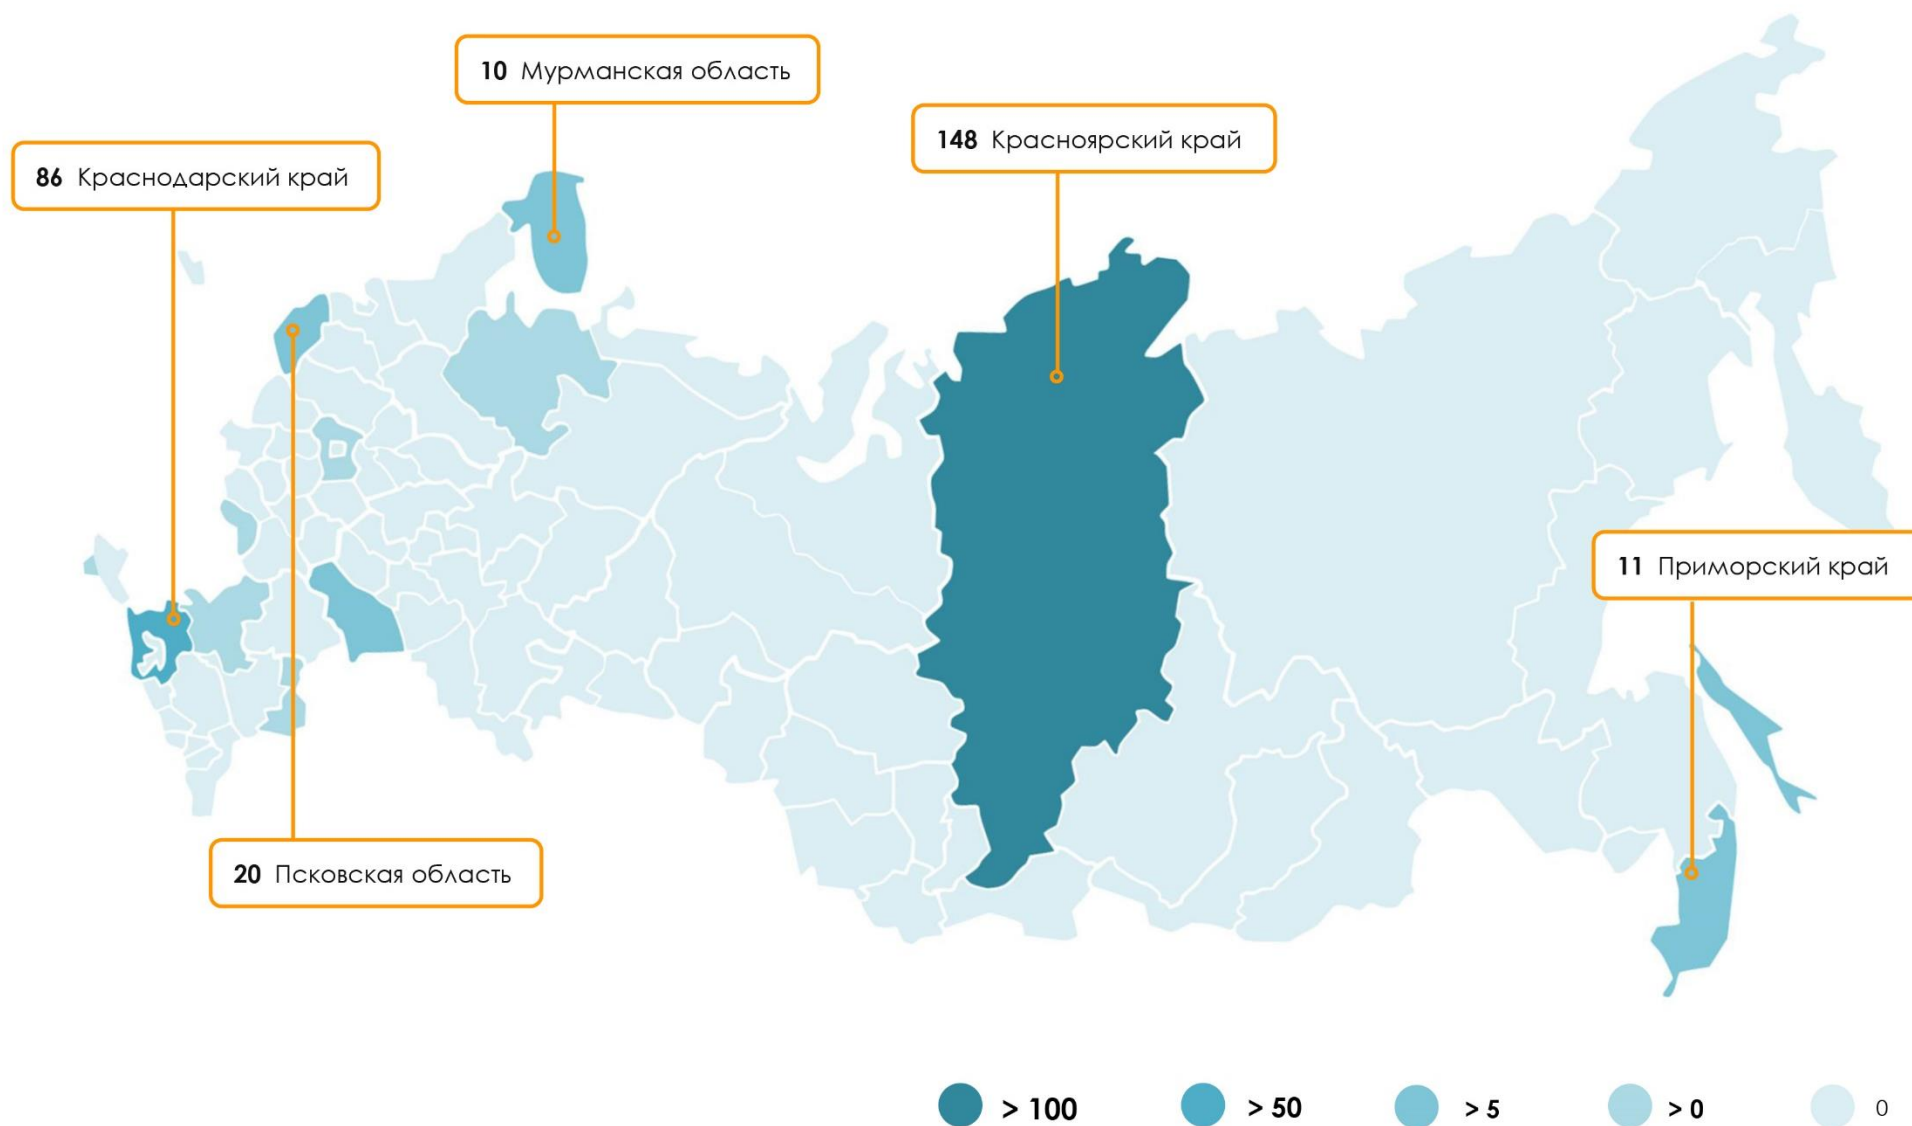 10 Мурманская область
148 Красноярский край
86 Краснодарский край
11 Приморский край
20 Псковская область
> 100
> 50
> 5
> 0
0